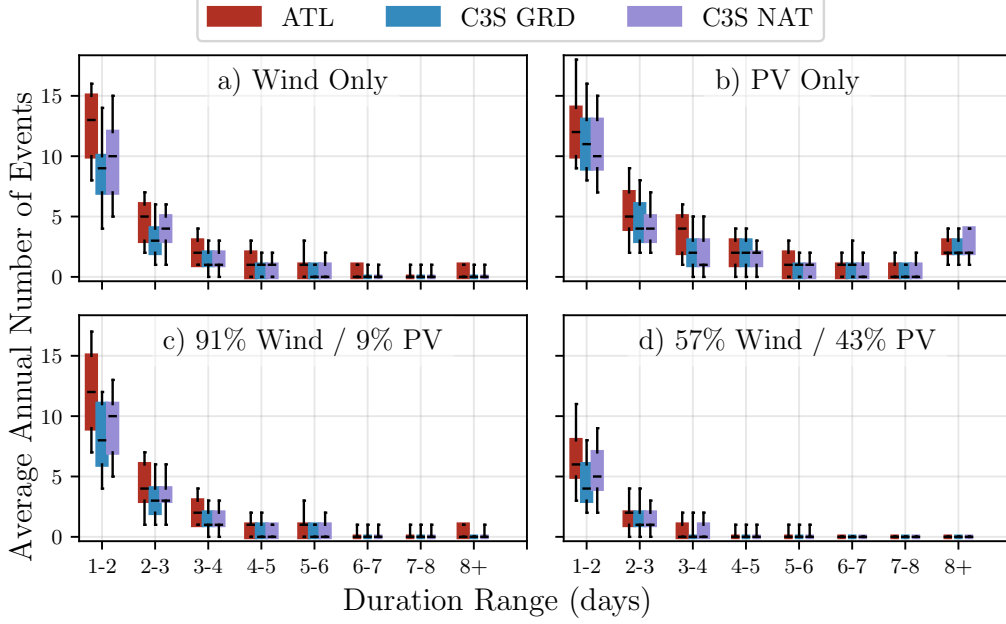 ATL C3S GRD C3S NAT
a) Wind Only
b) PV Only
15
10
5
0
c) 91% Wind / 9% PV
d) 57% Wind / 43% PV
15
10
5
0
Average Annual Number of Events
1-2 2-3 3-4 4-5 5-6 6-7 7-8 8+
1-2 2-3 3-4 4-5 5-6 6-7 7-8 8+
Duration Range (days)